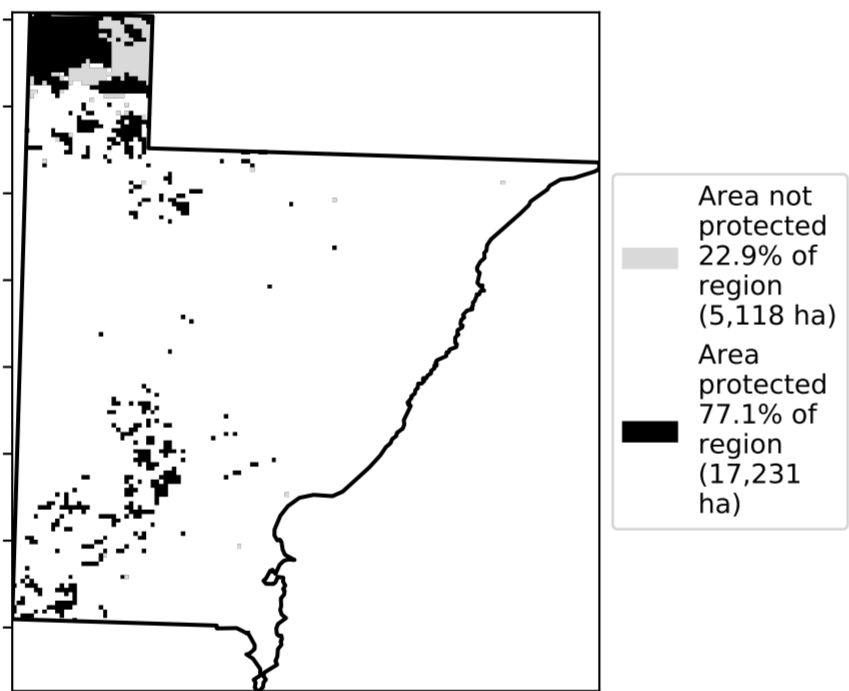 Area not
protected
22.9% of
region
(5,118 ha)
Area
protected
77.1% of
region
(17,231
ha)